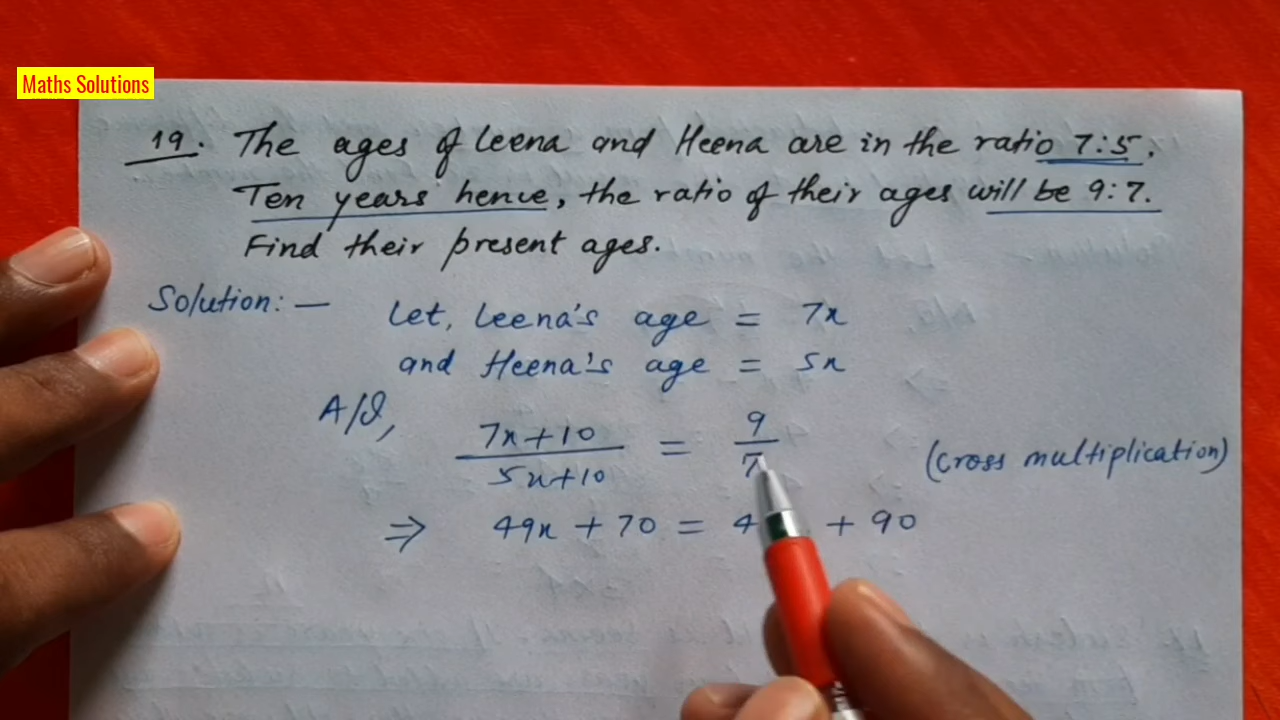 Maths Solutions
19. The ages of Leena and Heena are in the ratio 7:5.
Ten years hence, the ratio of their ages will be 9:7.
Find their present ages.
Solution:—
Let, Leena's age = 7x
and Heena's age = 5x
A/Q,
7x+10 / 5x+10 = 9/7 (Cross multiplication)
⇒ 49x + 70 = 4 + 90